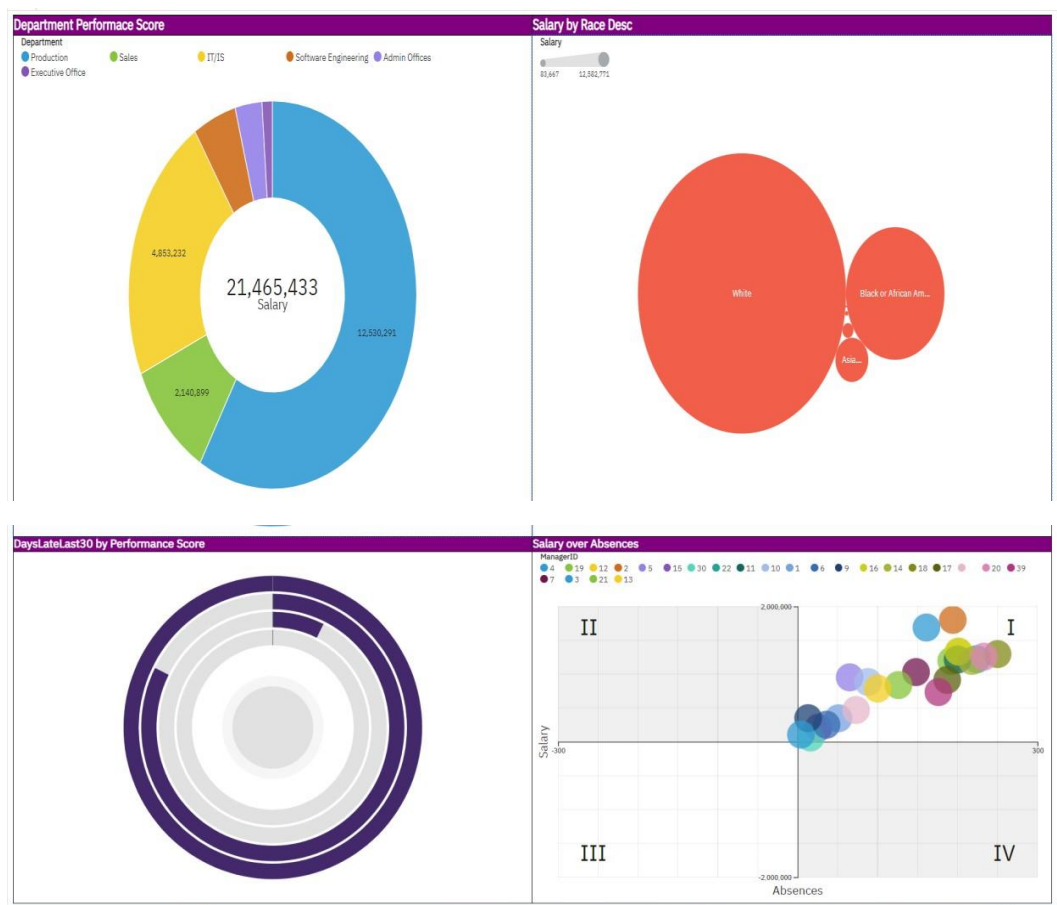 Department Performace Score
Department
Production Sales IT/IS Software Engineering Admin Offices
Executive Office
4,853,232
21,465,433
Salary
12,530,291
2,140,899
Salary by Race Desc
Salary
83,667 12,582,771
White
Black or African Am...
Asia...
DaysLateLast30 by Performance Score
Salary over Absences
ManagerID
4 19 12 2 5 15 30 22 11 10 1 6 9 16 14 18 17 20 39
7 3 21 13
2,000,000
II
I
Salary
-300
300
III
IV
-2,000,000
Absences